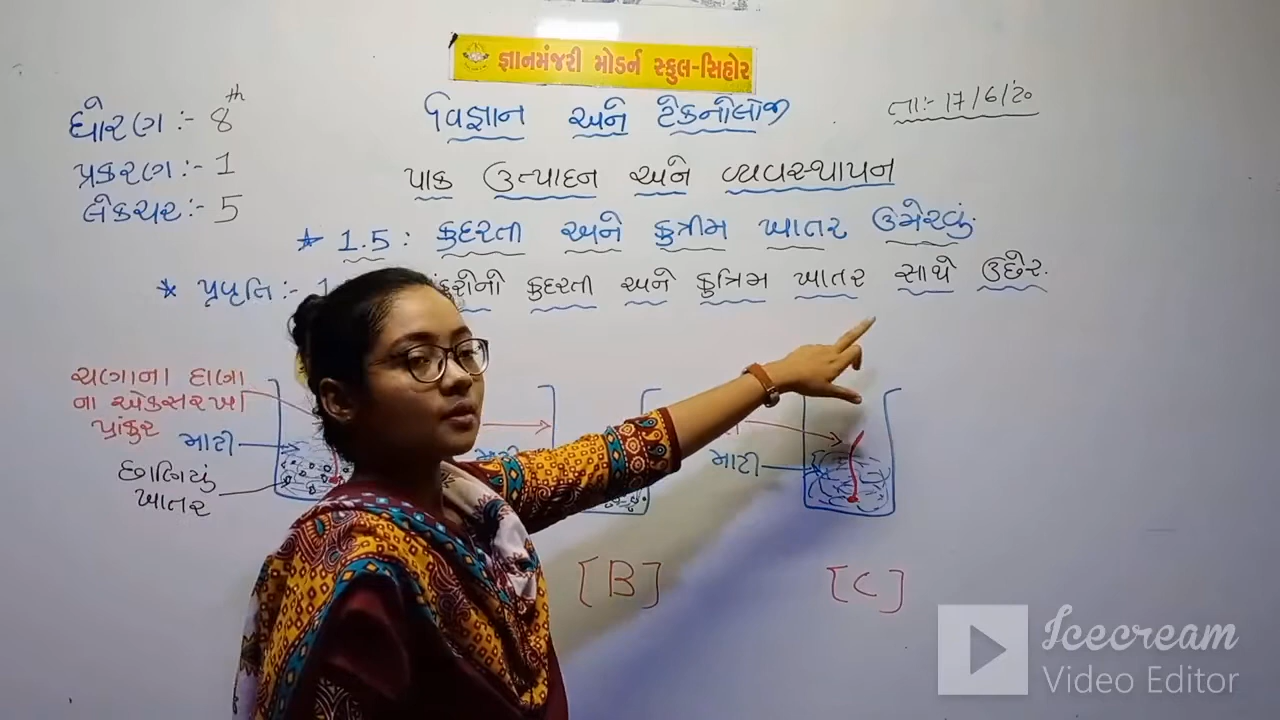 જ્ઞાનમંજરી મોડર્ન સ્કુલ-સિહોર
ધોરણ :- 8th
વિજ્ઞાન અને ટેકનોલોજી
તા:- 17/6/20
પ્રકરણ :- 1
પાક ઉત્પાદન અને વ્યવસ્થાપન
લેકચર :- 5
* 1.5 : કુદરતી અને કુત્રીમ ખાતર ઉમેરવું.
* પ્રવૃતિ :- 1 કુદરતી અને કુત્રિમ ખાતર સાથે ઉછેર.
ચણાના દાણા
ના એકસરખા
પ્રાંકુર
માટી
છાણિયું
ખાતર
માટી
[B]
[C]
Icecream
Video Editor